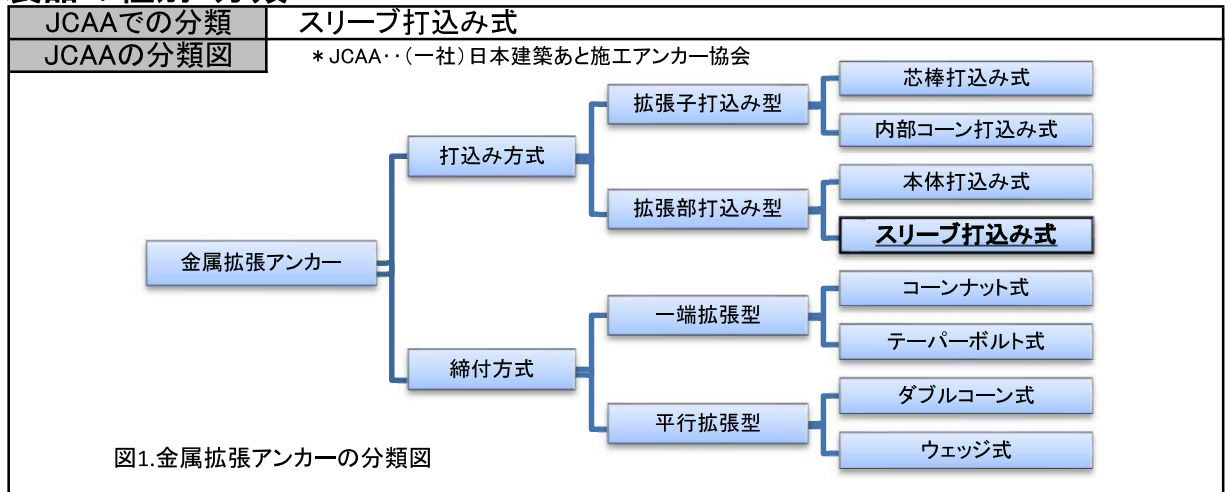 JCAAでの分類 スリーブ打込み式
JCAAの分類図 *JCAA‥(一社)日本建築あと施工アンカー協会
芯棒打込み式
拡張子打込み型
内部コーン打込み式
打込み方式
本体打込み式
拡張部打込み型
スリーブ打込み式
金属拡張アンカー
コーンナット式
一端拡張型
テーパーボルト式
締付方式
ダブルコーン式
平行拡張型
ウェッジ式
図1.金属拡張アンカーの分類図